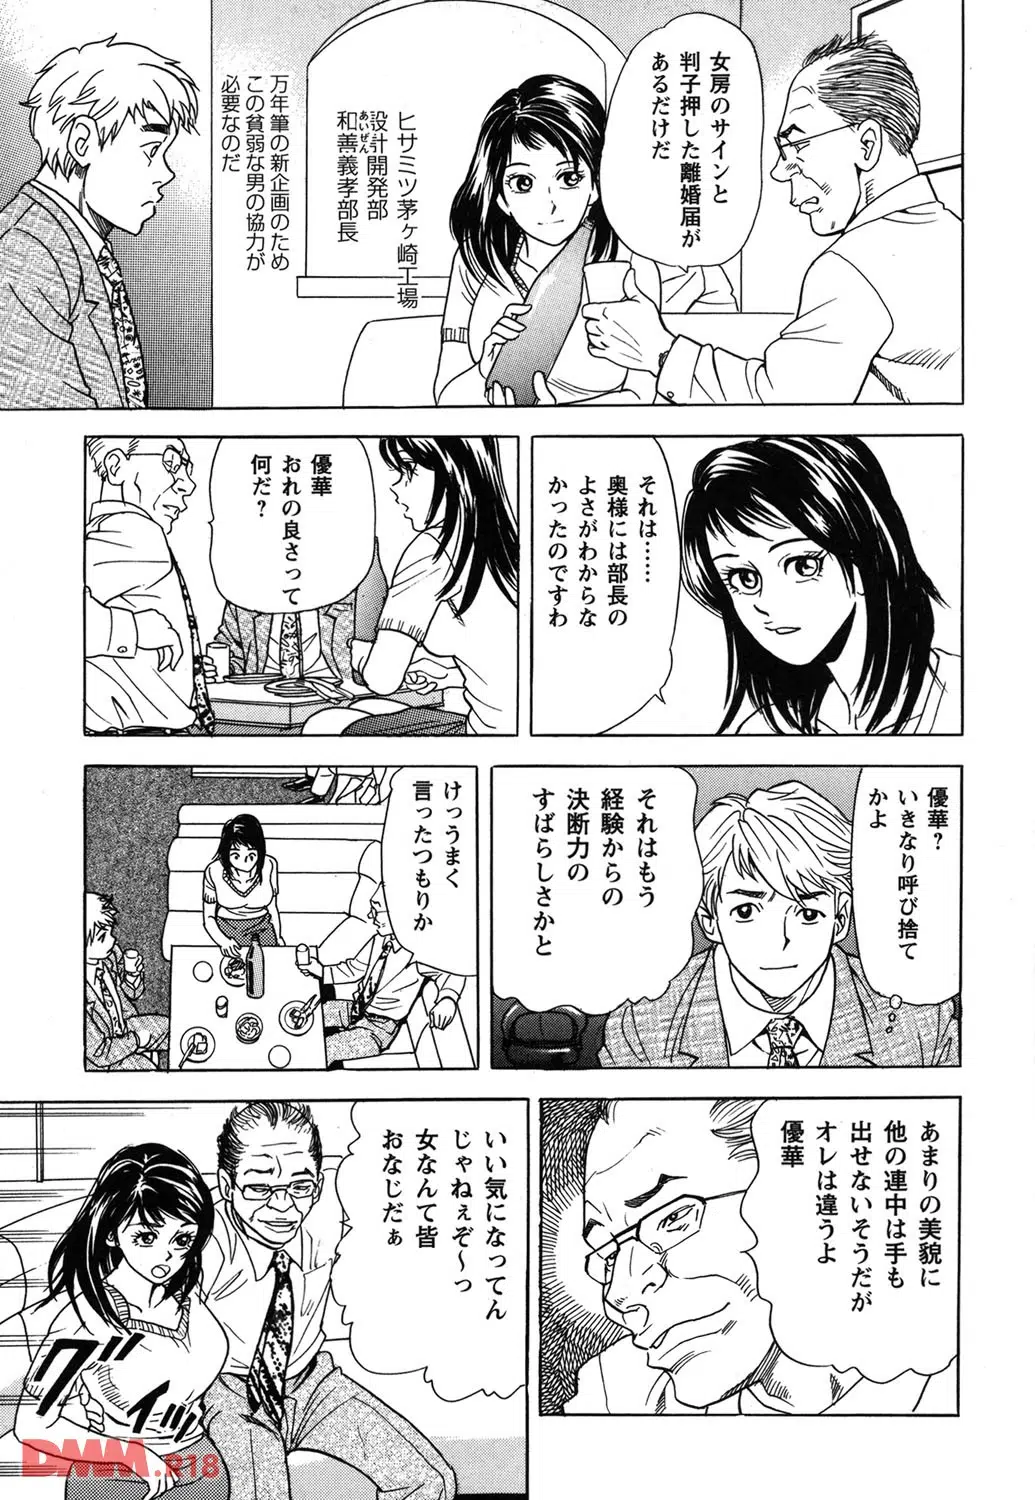 女房のサインと
判子押した離婚届が
あるだけだ
ヒサミツ茅ヶ崎工場
設計開発部
和善義孝部長
あいぜん
万年筆の新企画のため
この貧弱な男の協力が
必要なのだ
それは……
奥様には部長の
よさがわからな
かったのですわ
優華
おれの良さって
何だ?
優華?
いきなり呼び捨て
かよ
それはもう
経験からの
決断力の
すばらしさかと
けっうまく
言ったつもりか
あまりの美貌に
他の連中は手も
出せないそうだが
オレは違うよ
優華
いい気になってん
じゃねぇぞ〜っ
女なんて皆
おなじだぁ
グイッ
DMM.R18